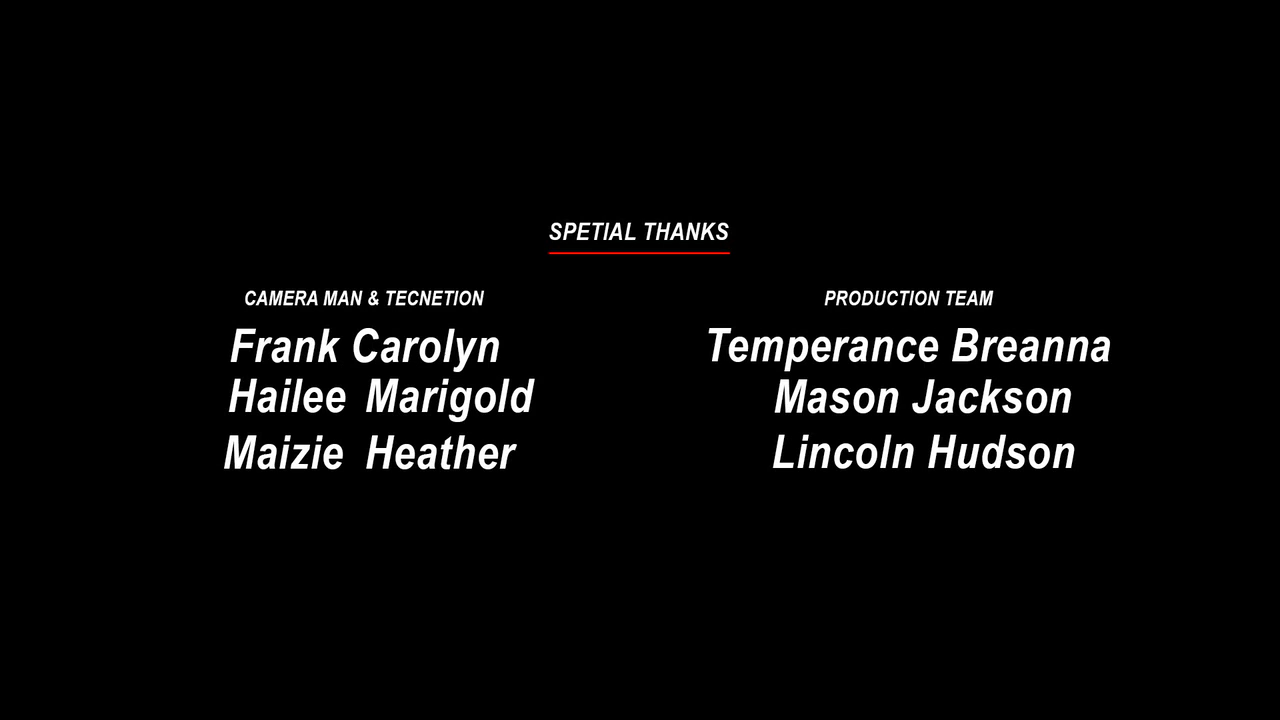 SPETIAL THANKS
CAMERA MAN & TECNETION
Frank Carolyn
Hailee Marigold
Maizie Heather
PRODUCTION TEAM
Temperance Breanna
Mason Jackson
Lincoln Hudson